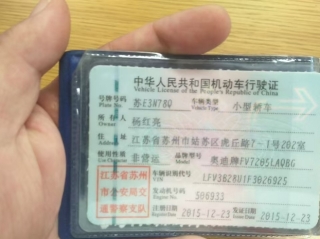 中华人民共和国机动车行驶证
Vehicle License of the People's Republic of China
号牌号码 苏E3N78Q 车辆类型 小型轿车
Plate No. Vehicle Type
所有人 杨红亮
Owner
住址 江苏省苏州市姑苏区虎丘路7-1号202室
Address
使用性质 非营运 品牌型号 奥迪牌FV7205LAQBG
Use Character Model
江苏省苏州市公安局交通警察支队
车辆识别代号 LFV3B28U1F3026925
VIN
发动机号码 S06933
Engine No.
注册日期 2015-12-23 发证日期 2015-12-23
Register Date Issue Date